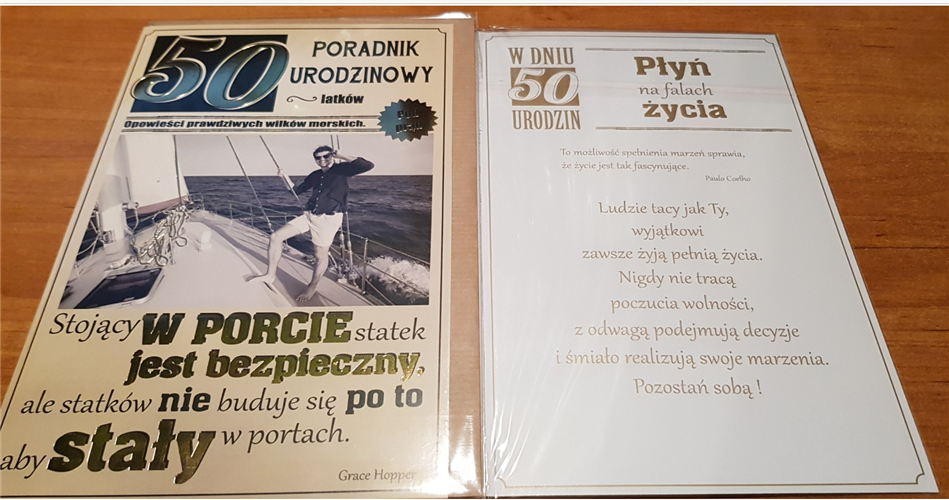 50
PORADNIK
URODZINOWY
latków
Opowieści prawdziwych wilków morskich.
Stojący W PORCIE statek
jest bezpieczny,
ale statków nie buduje się po to
aby stały w portach.
Grace Hopper
W DNIU
50
URODZIN
Płyń
na falach
życia
To możliwość spełnienia marzeń sprawia,
że życie jest tak fascynujące.
Paulo Coelho
Ludzie tacy jak Ty,
wyjątkowi
zawsze żyją pełnią życia.
Nigdy nie tracą
poczucia wolności,
z odwagą podejmują decyzje
i śmiało realizują swoje marzenia.
Pozostań sobą !